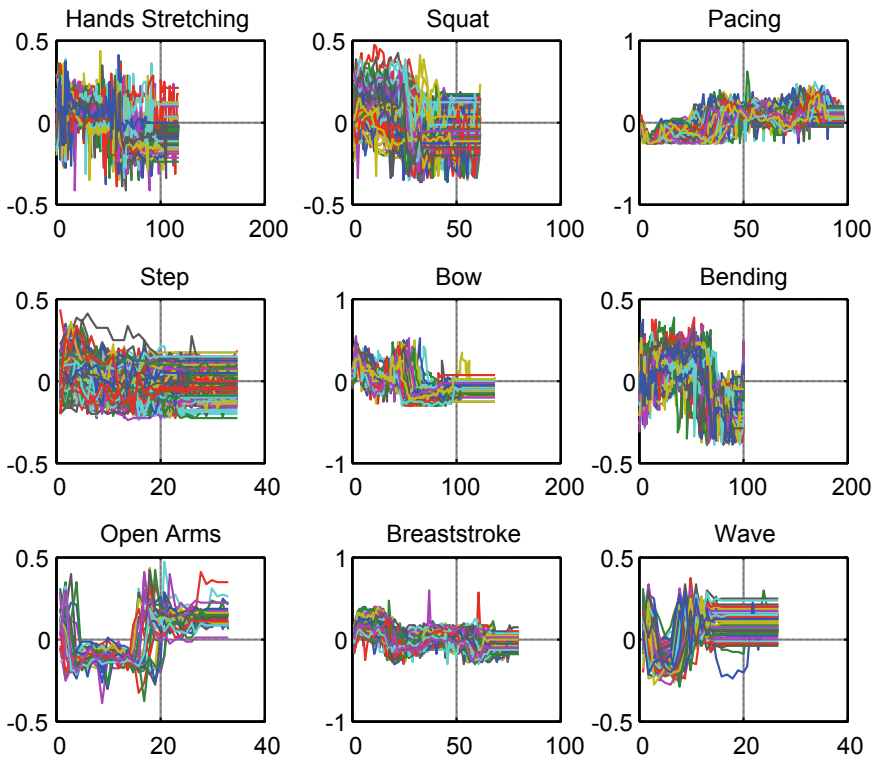 Hands Stretching Squat Pacing
0.5 0.5 1
0 0 0
-0.5 -0.5 -1
0 100 200 0 50 100 0 50 100
Step Bow Bending
0.5 1 0.5
0 0 0
-0.5 -1 -0.5
0 20 40 0 100 200 0 100 200
Open Arms Breaststroke Wave
0.5 1 0.5
0 0 0
-0.5 -1 -0.5
0 20 40 0 50 100 0 20 40